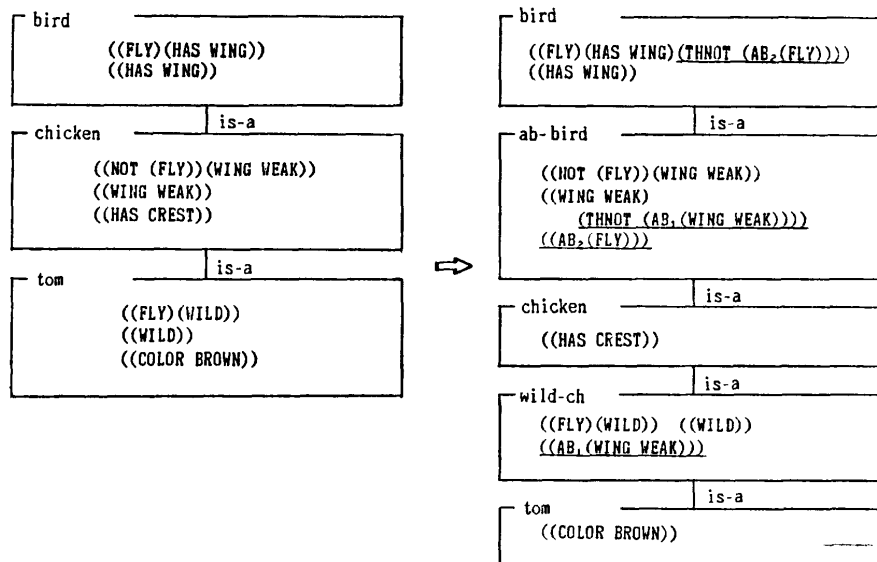 bird
((FLY)(HAS WING))
((HAS WING))
is-a
chicken
((NOT (FLY))(WING WEAK))
((WING WEAK))
((HAS CREST))
is-a
tom
((FLY)(WILD))
((WILD))
((COLOR BROWN))
bird
((FLY)(HAS WING)(THNOT (AB₂(FLY))))
((HAS WING))
is-a
ab-bird
((NOT (FLY))(WING WEAK))
((WING WEAK)
(THNOT (AB₁(WING WEAK))))
((AB₂(FLY)))
is-a
chicken
((HAS CREST))
is-a
wild-ch
((FLY)(WILD)) ((WILD))
((AB₁(WING WEAK)))
is-a
tom
((COLOR BROWN))